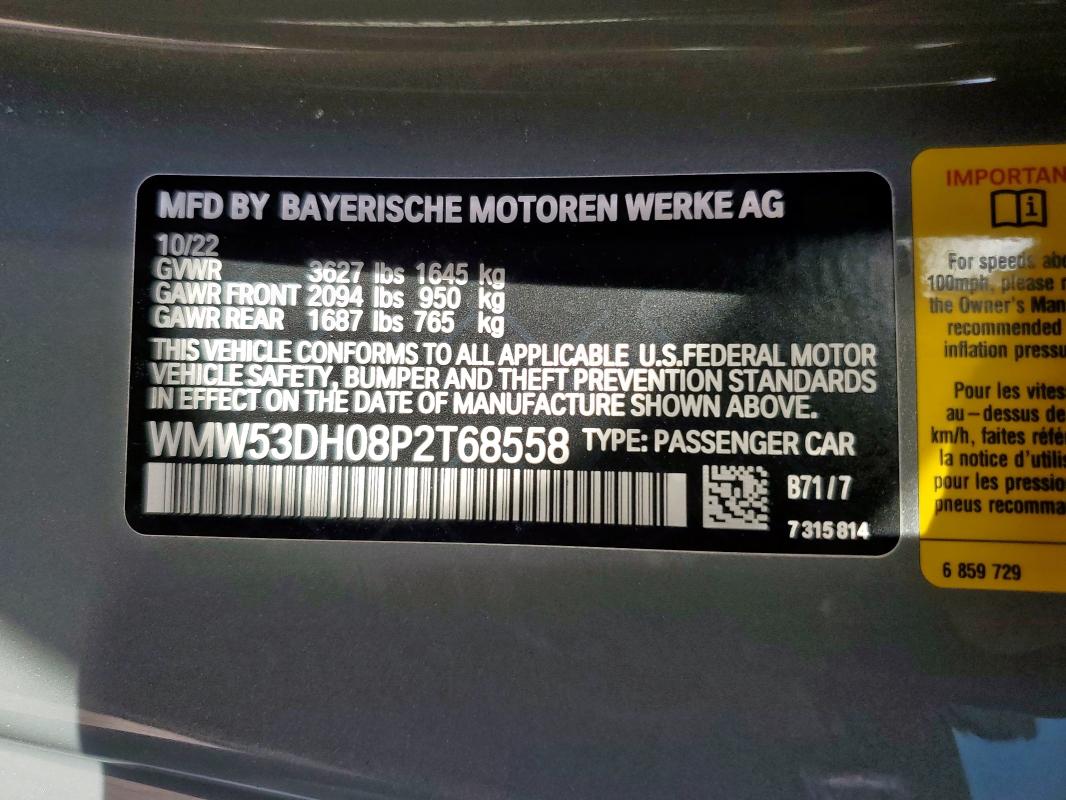 MFD BY BAYERISCHE MOTOREN WERKE AG
10/22
GVWR 3627 lbs 1645 kg
GAWR FRONT 2094 lbs 950 kg
GAWR REAR 1687 lbs 765 kg
THIS VEHICLE CONFORMS TO ALL APPLICABLE U.S.FEDERAL MOTOR
VEHICLE SAFETY, BUMPER AND THEFT PREVENTION STANDARDS
IN EFFECT ON THE DATE OF MANUFACTURE SHOWN ABOVE.
WMW53DH08P2T68558 TYPE: PASSENGER CAR
B71/7
7 315 814
IMPORTAN
i
For speeds abo
100mph, please r
the Owner's Man
recommended
inflation pressu
Pour les vites
au-dessus de
km/h, faites réfé
la notice d'utilis
pour les pressio
pneus recomma
6 859 729